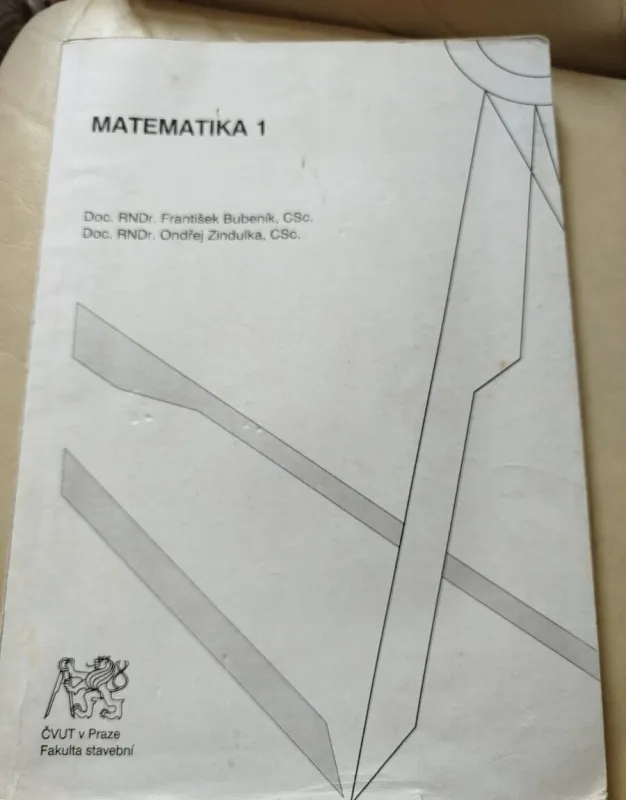 MATEMATIKA 1
Doc. RNDr. František Bubeník, CSc.
Doc. RNDr. Ondřej Zindulka, CSc.
ČVUT v Praze
Fakulta stavební